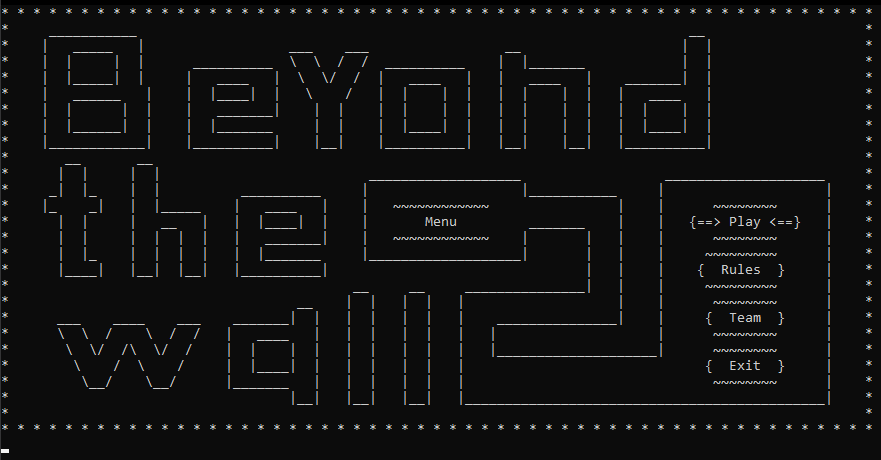 BeYond
the
Menu
{==> Play <==}
{ Rules }
{ Team }
{ Exit }
Wall